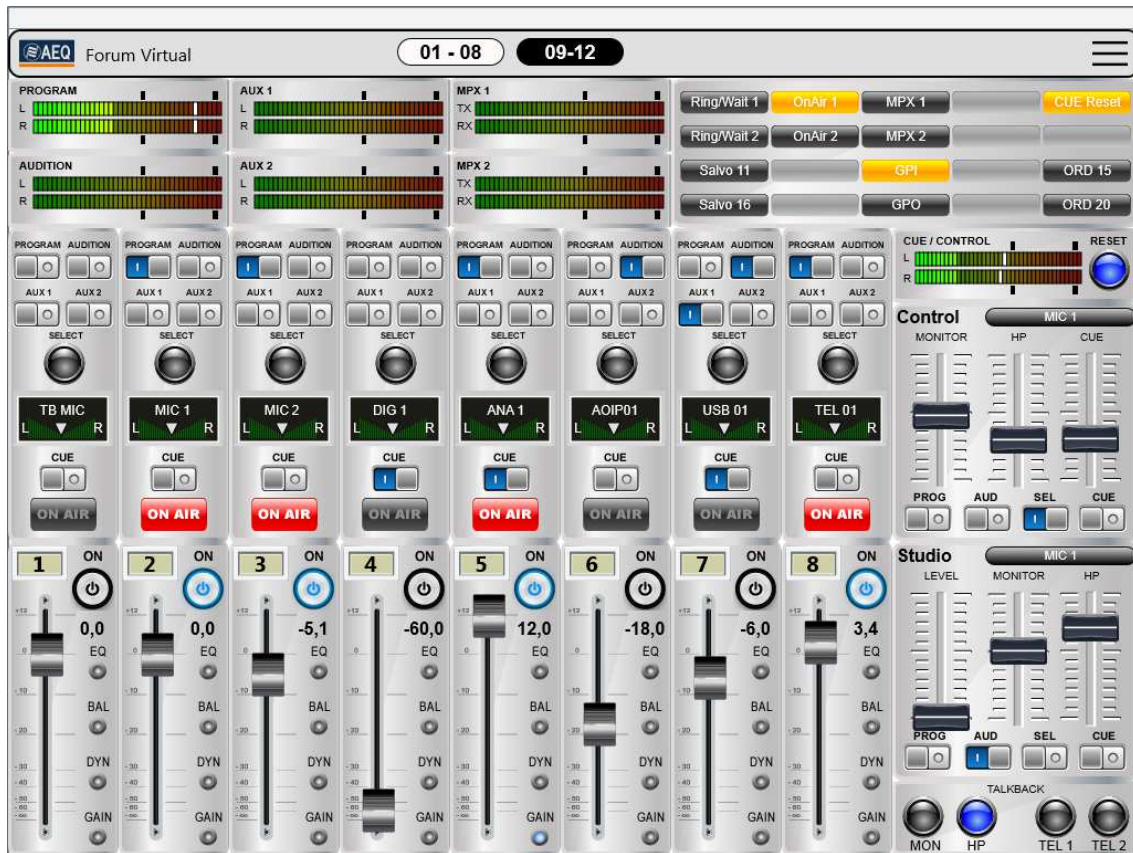 AEQ Forum Virtual 01 - 08 09-12
PROGRAM AUX 1 MPX 1
L L TX
R R RX
AUDITION AUX 2 MPX 2
L L TX
R R RX
Ring/Wait 1 OnAir 1 MPX 1 CUE Reset
Ring/Wait 2 OnAir 2 MPX 2
Salvo 11 GPI ORD 15
Salvo 16 GPO ORD 20
PROGRAM AUDITION PROGRAM AUDITION PROGRAM AUDITION PROGRAM AUDITION PROGRAM AUDITION PROGRAM AUDITION PROGRAM AUDITION PROGRAM AUDITION
AUX 1 AUX 2 AUX 1 AUX 2 AUX 1 AUX 2 AUX 1 AUX 2 AUX 1 AUX 2 AUX 1 AUX 2 AUX 1 AUX 2 AUX 1 AUX 2
SELECT SELECT SELECT SELECT SELECT SELECT SELECT SELECT
TB MIC MIC 1 MIC 2 DIG 1 ANA 1 AOIP01 USB 01 TEL 01
L R L R L R L R L R L R L R L R
CUE CUE CUE CUE CUE CUE CUE CUE
ON AIR ON AIR ON AIR ON AIR ON AIR ON AIR ON AIR ON AIR
1 ON 2 ON 3 ON 4 ON 5 ON 6 ON 7 ON 8 ON
0,0 0,0 -5,1 -60,0 12,0 -18,0 -6,0 3,4
EQ EQ EQ EQ EQ EQ EQ EQ
BAL BAL BAL BAL BAL BAL BAL BAL
DYN DYN DYN DYN DYN DYN DYN DYN
GAIN GAIN GAIN GAIN GAIN GAIN GAIN GAIN
CUE / CONTROL RESET
L
R
Control MIC 1
MONITOR HP CUE
PROG AUD SEL CUE
Studio MIC 1
LEVEL MONITOR HP
PROG AUD SEL CUE
TALKBACK
MON HP TEL 1 TEL 2